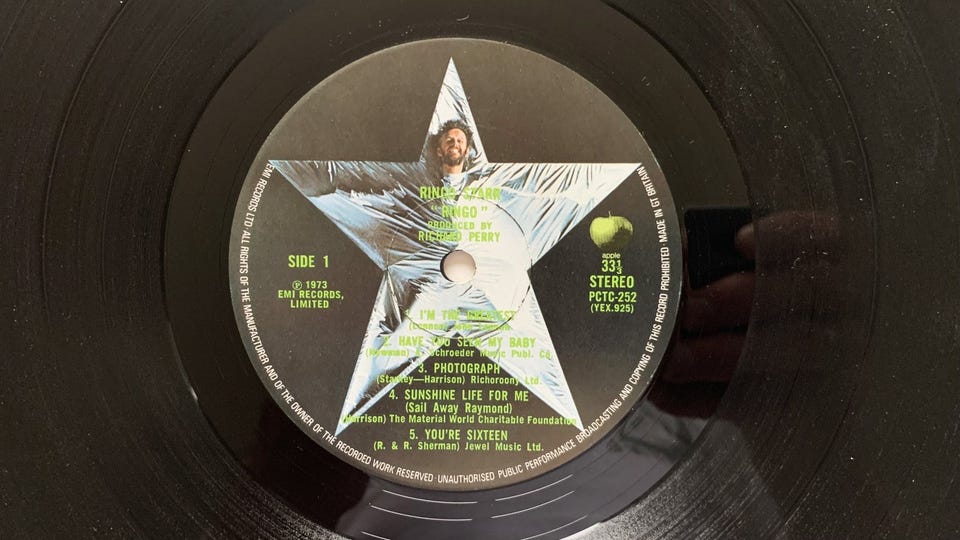 RINGO STARR
"RINGO"
PRODUCED BY
RICHARD PERRY
SIDE 1
℗ 1973
EMI RECORDS,
LIMITED
apple
33⅓
STEREO
PCTC-252
(YEX.925)
1. I'M THE GREATEST
(Lennon)
2. HAVE YOU SEEN MY BABY
(Newman) A. Schroeder Music Publ. Co.
3. PHOTOGRAPH
(Starkey—Harrison) Richoroony Ltd.
4. SUNSHINE LIFE FOR ME
(Sail Away Raymond)
(Harrison) The Material World Charitable Foundation
5. YOU'RE SIXTEEN
(R. & R. Sherman) Jewel Music Ltd.
EMI RECORDS LTD·ALL RIGHTS OF THE MANUFACTURER AND OF THE OWNER OF THE RECORDED WORK RESERVED·UNAUTHORISED PUBLIC PERFORMANCE BROADCASTING AND COPYING OF THIS RECORD PROHIBITED·MADE IN GT BRITAIN